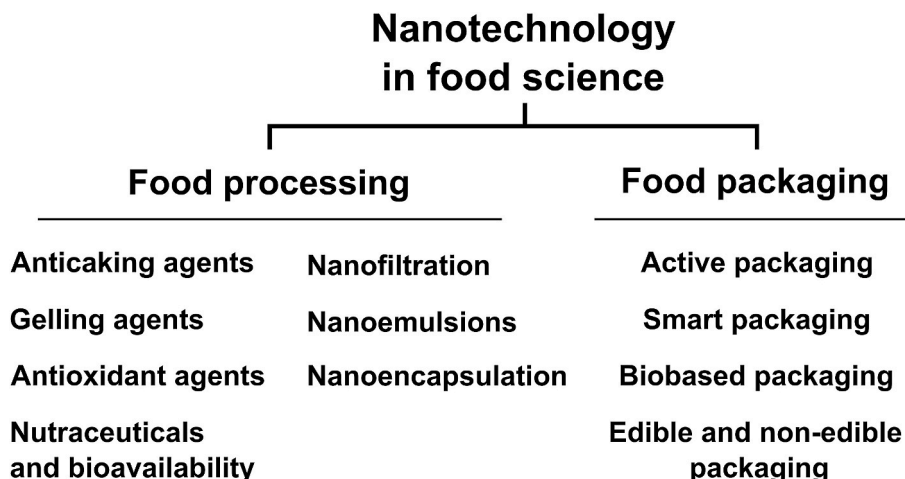 Nanotechnology
in food science
Food processing
Food packaging
Anticaking agents
Gelling agents
Antioxidant agents
Nutraceuticals
and bioavailability
Nanofiltration
Nanoemulsions
Nanoencapsulation
Active packaging
Smart packaging
Biobased packaging
Edible and non-edible
packaging